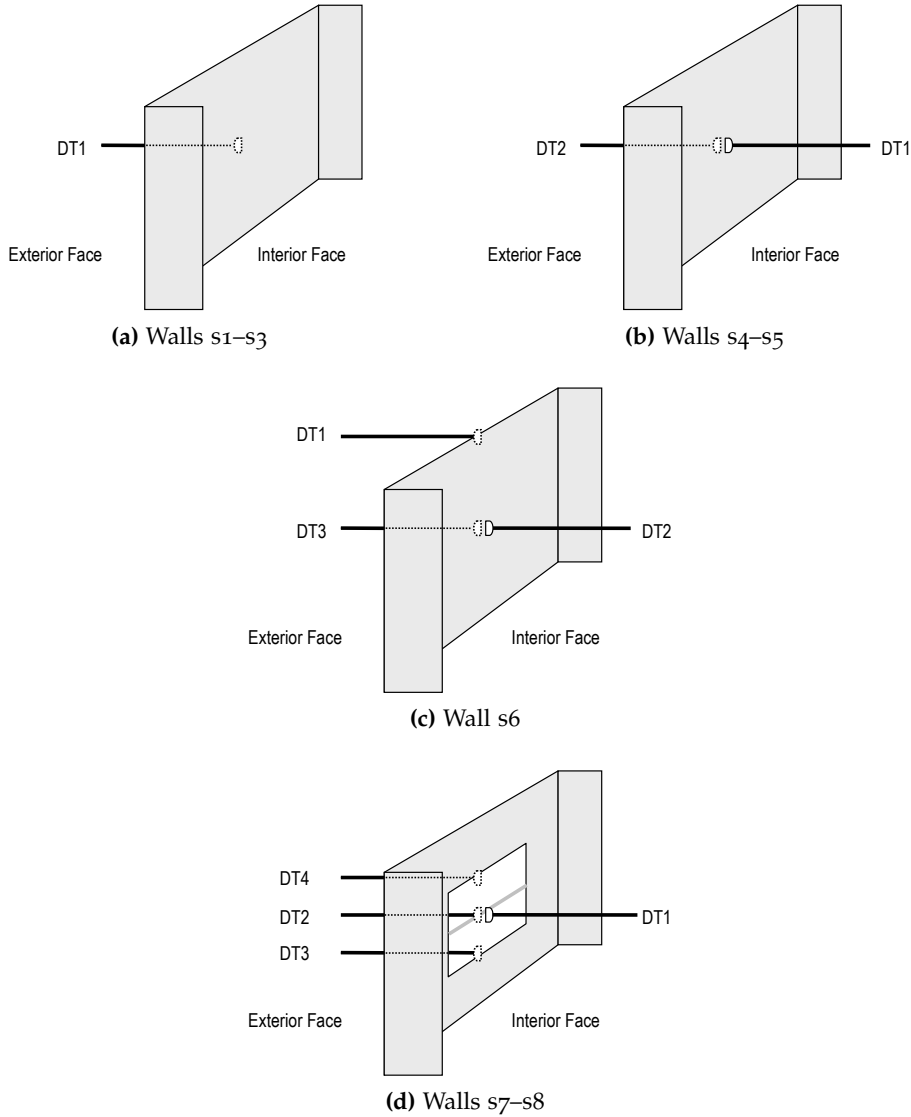 DT1
Exterior Face Interior Face
(a) Walls s1–s3
DT2 DT1
Exterior Face Interior Face
(b) Walls s4–s5
DT1
DT3 DT2
Exterior Face Interior Face
(c) Wall s6
DT4
DT2 DT1
DT3
Exterior Face Interior Face
(d) Walls s7–s8